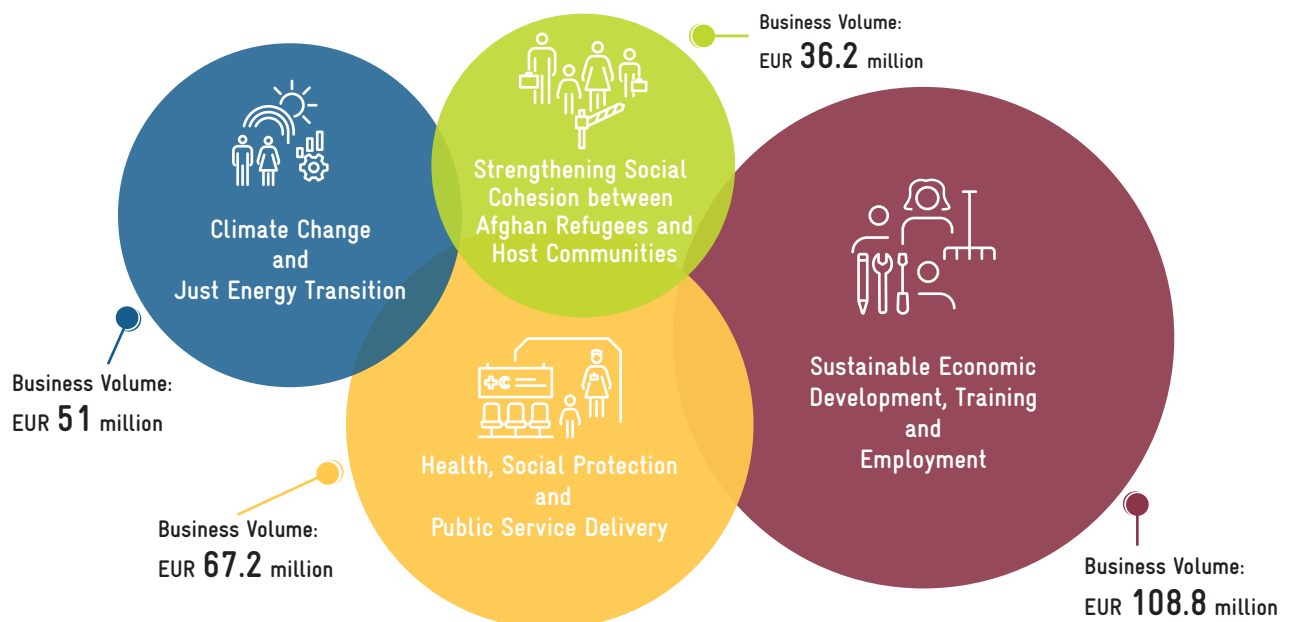 Business Volume:
EUR 36.2 million
Strengthening Social
Cohesion between
Afghan Refugees and
Host Communities
Climate Change
and
Just Energy Transition
Business Volume:
EUR 51 million
Sustainable Economic
Development, Training
and
Employment
Health, Social Protection
and
Public Service Delivery
Business Volume:
EUR 67.2 million
Business Volume:
EUR 108.8 million